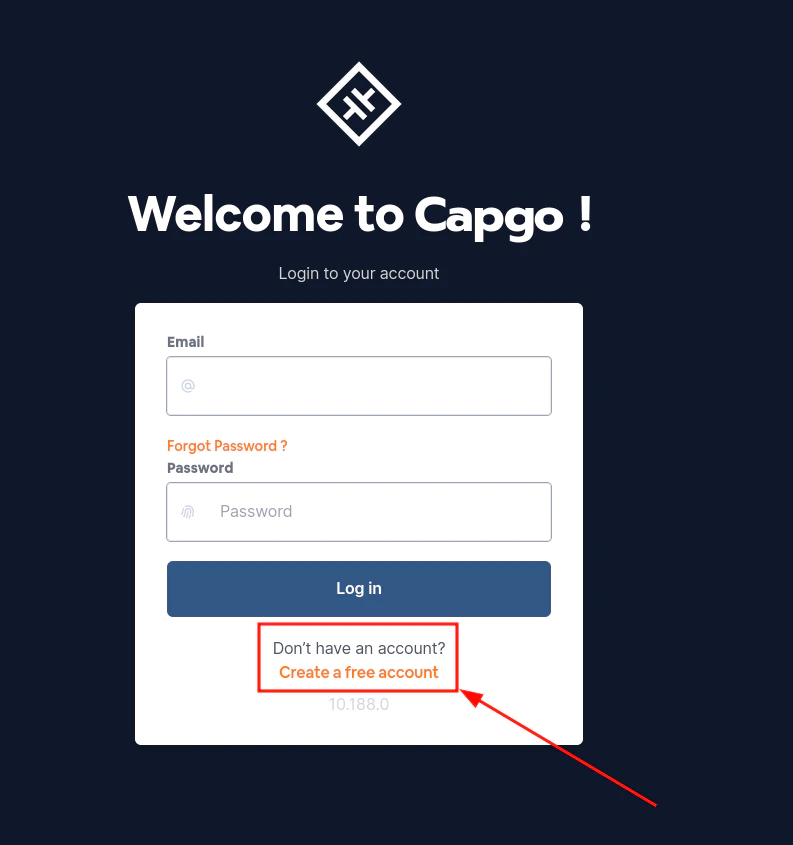 Welcome to Capgo !
Login to your account
Email
@
Forgot Password ?
Password
Password
Log in
Don't have an account?
Create a free account
10.188.0